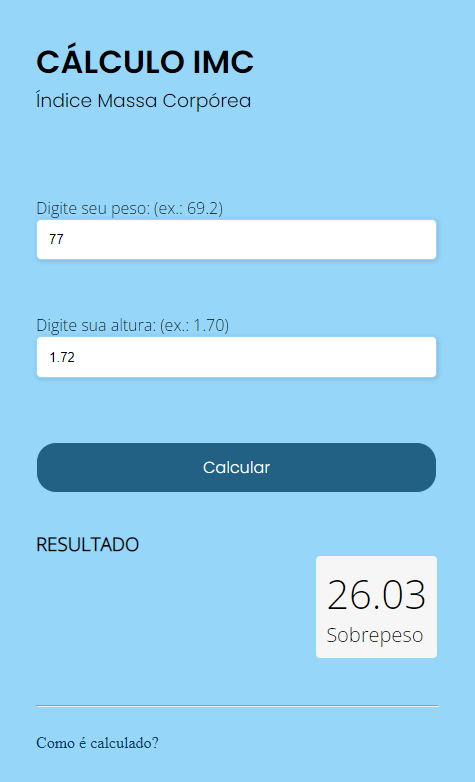 CÁLCULO IMC
Índice Massa Corpórea
Digite seu peso: (ex.: 69.2)
77
Digite sua altura: (ex.: 1.70)
1.72
Calcular
RESULTADO
26.03
Sobrepeso
Como é calculado?